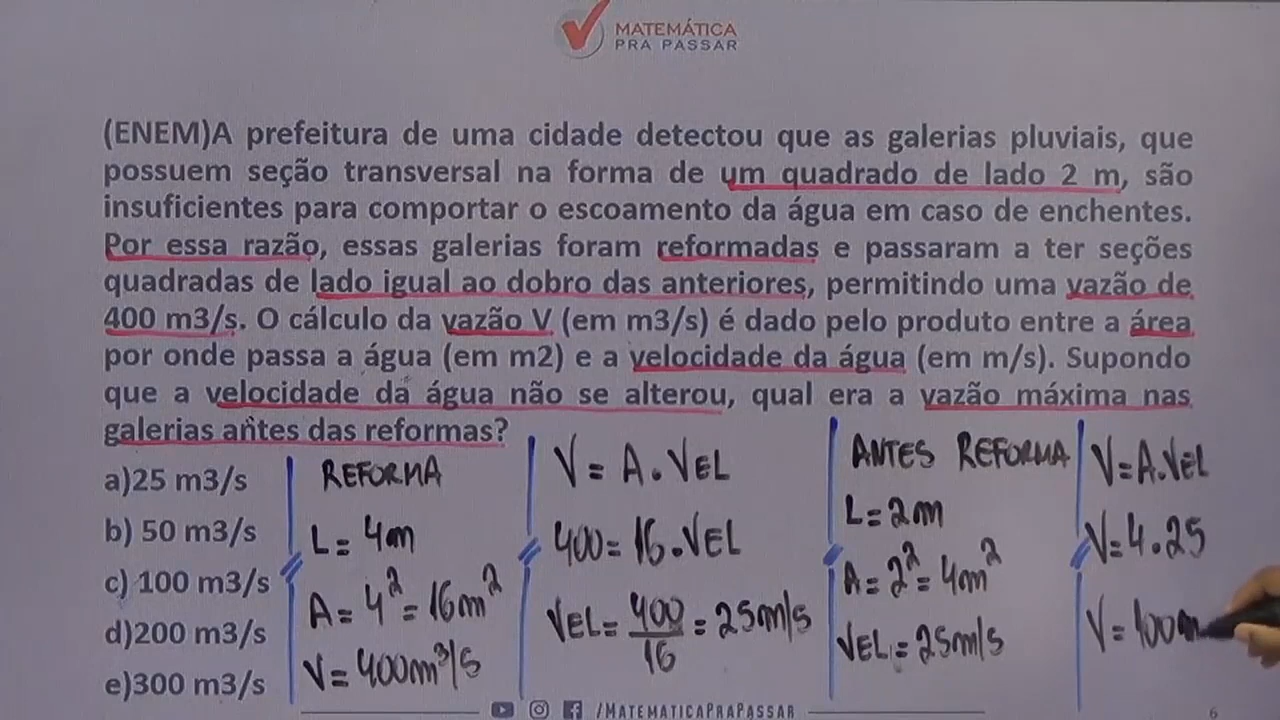 MATEMÁTICA
PRA PASSAR
(ENEM)A prefeitura de uma cidade detectou que as galerias pluviais, que
possuem seção transversal na forma de um quadrado de lado 2 m, são
insuficientes para comportar o escoamento da água em caso de enchentes.
Por essa razão, essas galerias foram reformadas e passaram a ter seções
quadradas de lado igual ao dobro das anteriores, permitindo uma vazão de
400 m3/s. O cálculo da vazão V (em m3/s) é dado pelo produto entre a área
por onde passa a água (em m2) e a velocidade da água (em m/s). Supondo
que a velocidade da água não se alterou, qual era a vazão máxima nas
galerias antes das reformas?
a)25 m3/s
b) 50 m3/s
c) 100 m3/s
d)200 m3/s
e)300 m3/s
REFORMA
L = 4m
A = 4² = 16m²
V = 400m³/s
V = A . VEL
400 = 16 . VEL
VEL = 400/16 = 25m/s
ANTES REFORMA
L = 2m
A = 2² = 4m²
VEL = 25m/s
V = A . VEL
V = 4 . 25
V = 100m
/MATEMATICAPRAPASSAR
6